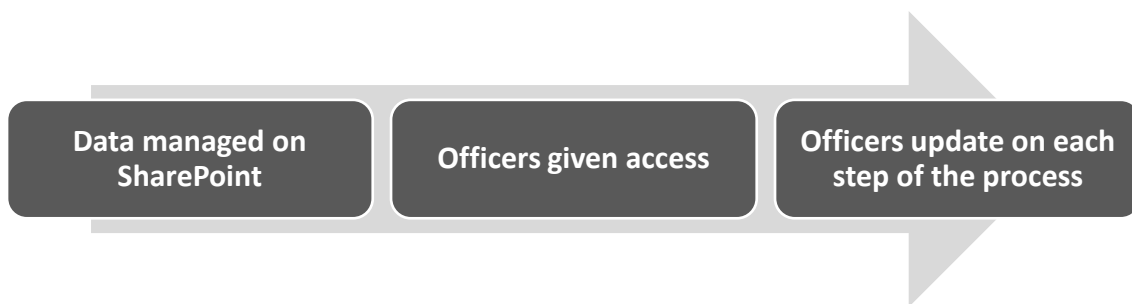 Data managed on
SharePoint
Officers given access
Officers update on each
step of the process